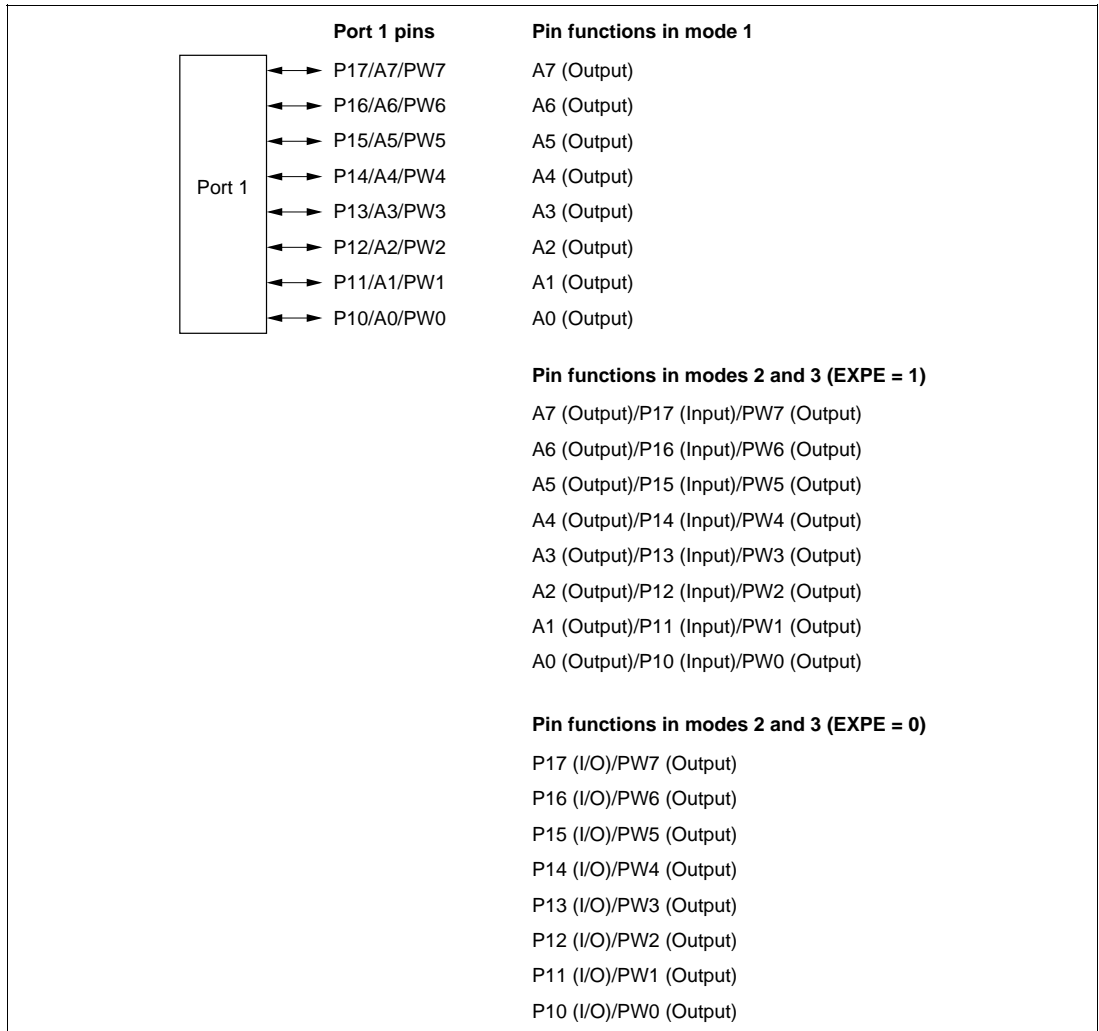 Port 1 pins Pin functions in mode 1
P17/A7/PW7 A7 (Output)
P16/A6/PW6 A6 (Output)
P15/A5/PW5 A5 (Output)
P14/A4/PW4 A4 (Output)
Port 1
P13/A3/PW3 A3 (Output)
P12/A2/PW2 A2 (Output)
P11/A1/PW1 A1 (Output)
P10/A0/PW0 A0 (Output)
Pin functions in modes 2 and 3 (EXPE = 1)
A7 (Output)/P17 (Input)/PW7 (Output)
A6 (Output)/P16 (Input)/PW6 (Output)
A5 (Output)/P15 (Input)/PW5 (Output)
A4 (Output)/P14 (Input)/PW4 (Output)
A3 (Output)/P13 (Input)/PW3 (Output)
A2 (Output)/P12 (Input)/PW2 (Output)
A1 (Output)/P11 (Input)/PW1 (Output)
A0 (Output)/P10 (Input)/PW0 (Output)
Pin functions in modes 2 and 3 (EXPE = 0)
P17 (I/O)/PW7 (Output)
P16 (I/O)/PW6 (Output)
P15 (I/O)/PW5 (Output)
P14 (I/O)/PW4 (Output)
P13 (I/O)/PW3 (Output)
P12 (I/O)/PW2 (Output)
P11 (I/O)/PW1 (Output)
P10 (I/O)/PW0 (Output)